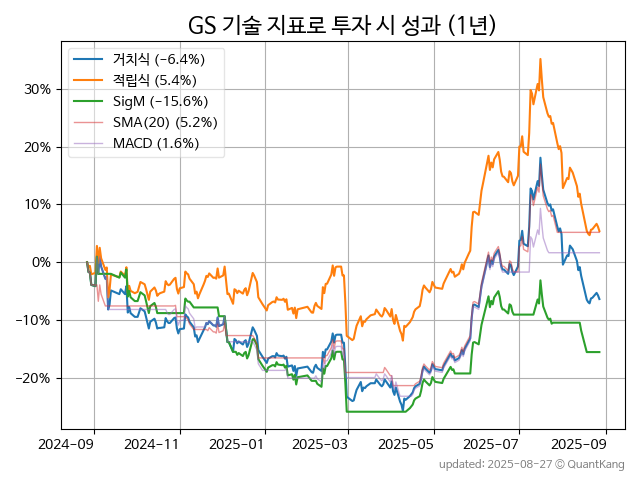 GS 기술 지표로 투자 시 성과 (1년)
거치식 (−6.4%)
적립식 (5.4%)
SigM (−15.6%)
SMA(20) (5.2%)
MACD (1.6%)
30%
20%
10%
0%
−10%
−20%
2024-09 2024-11 2025-01 2025-03 2025-05 2025-07 2025-09
updated: 2025-08-27 © QuantKang